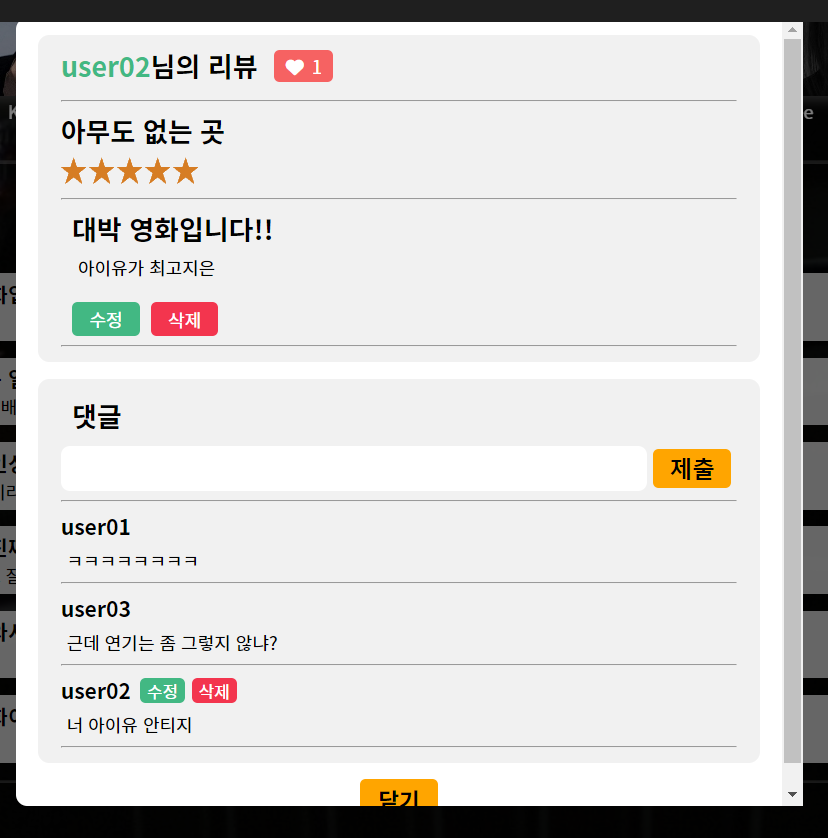 user02님의 리뷰 1
아무도 없는 곳
★★★★★
대박 영화입니다!!
아이유가 최고지은
수정 삭제
댓글
제출
user01
ㅋㅋㅋㅋㅋㅋㅋㅋ
user03
근데 연기는 좀 그렇지 않냐?
user02 수정 삭제
너 아이유 안티지
닫기